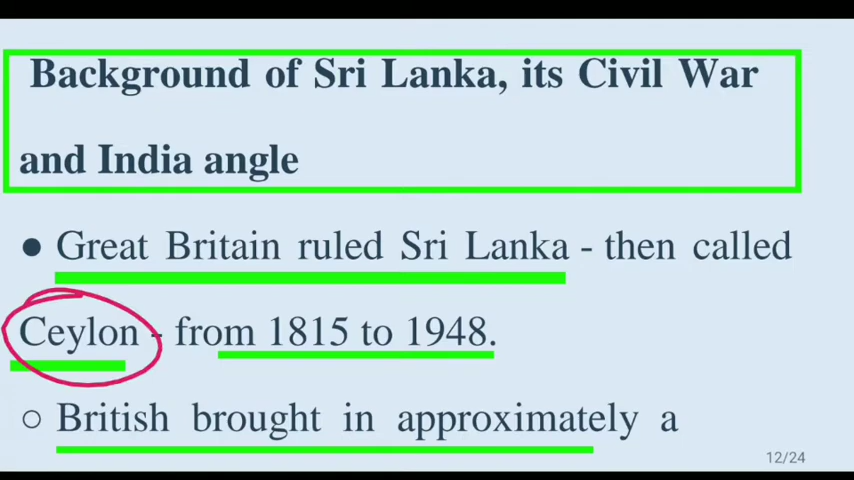 Background of Sri Lanka, its Civil War
and India angle
● Great Britain ruled Sri Lanka - then called
Ceylon - from 1815 to 1948.
○ British brought in approximately a
12/24